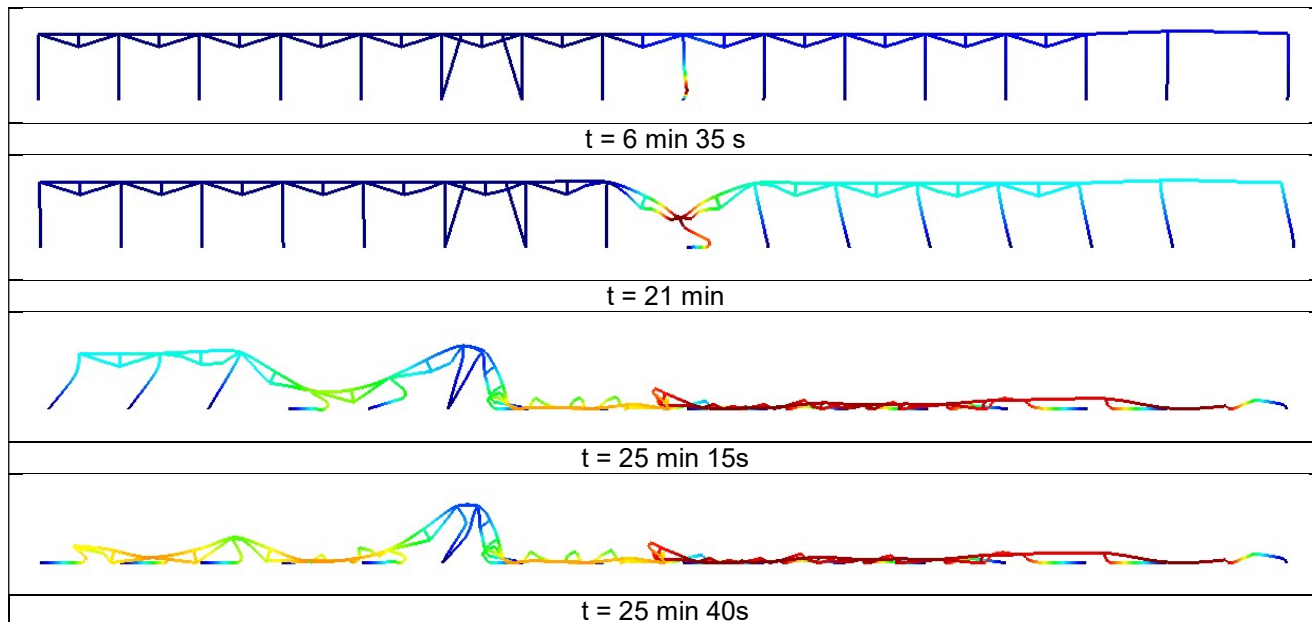 t = 6 min 35 s
t = 21 min
t = 25 min 15s
t = 25 min 40s